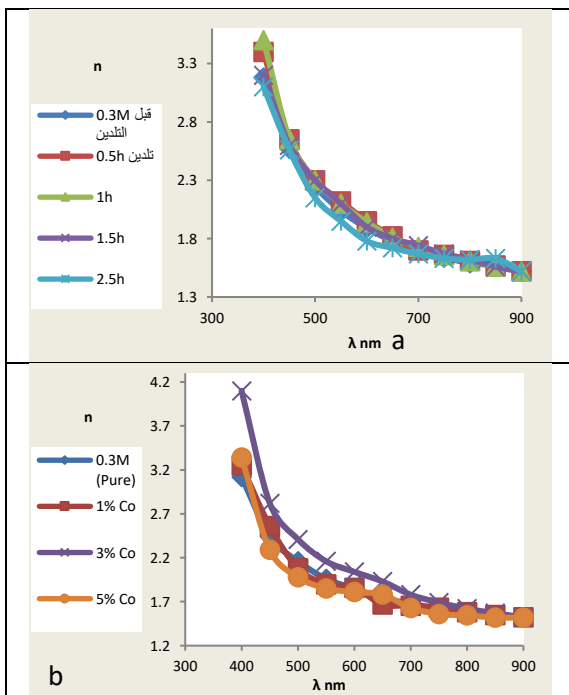 n
3.3
2.8
2.3
1.8
1.3
0.3M قبل
التلدين
0.5h تلدين
1h
1.5h
2.5h
300 500 700 900
λ nm a
n
4.2
3.7
3.2
2.7
2.2
1.7
1.2
0.3M
(Pure)
1% Co
3% Co
5% Co
300 400 500 600 700 800 900
b λ nm